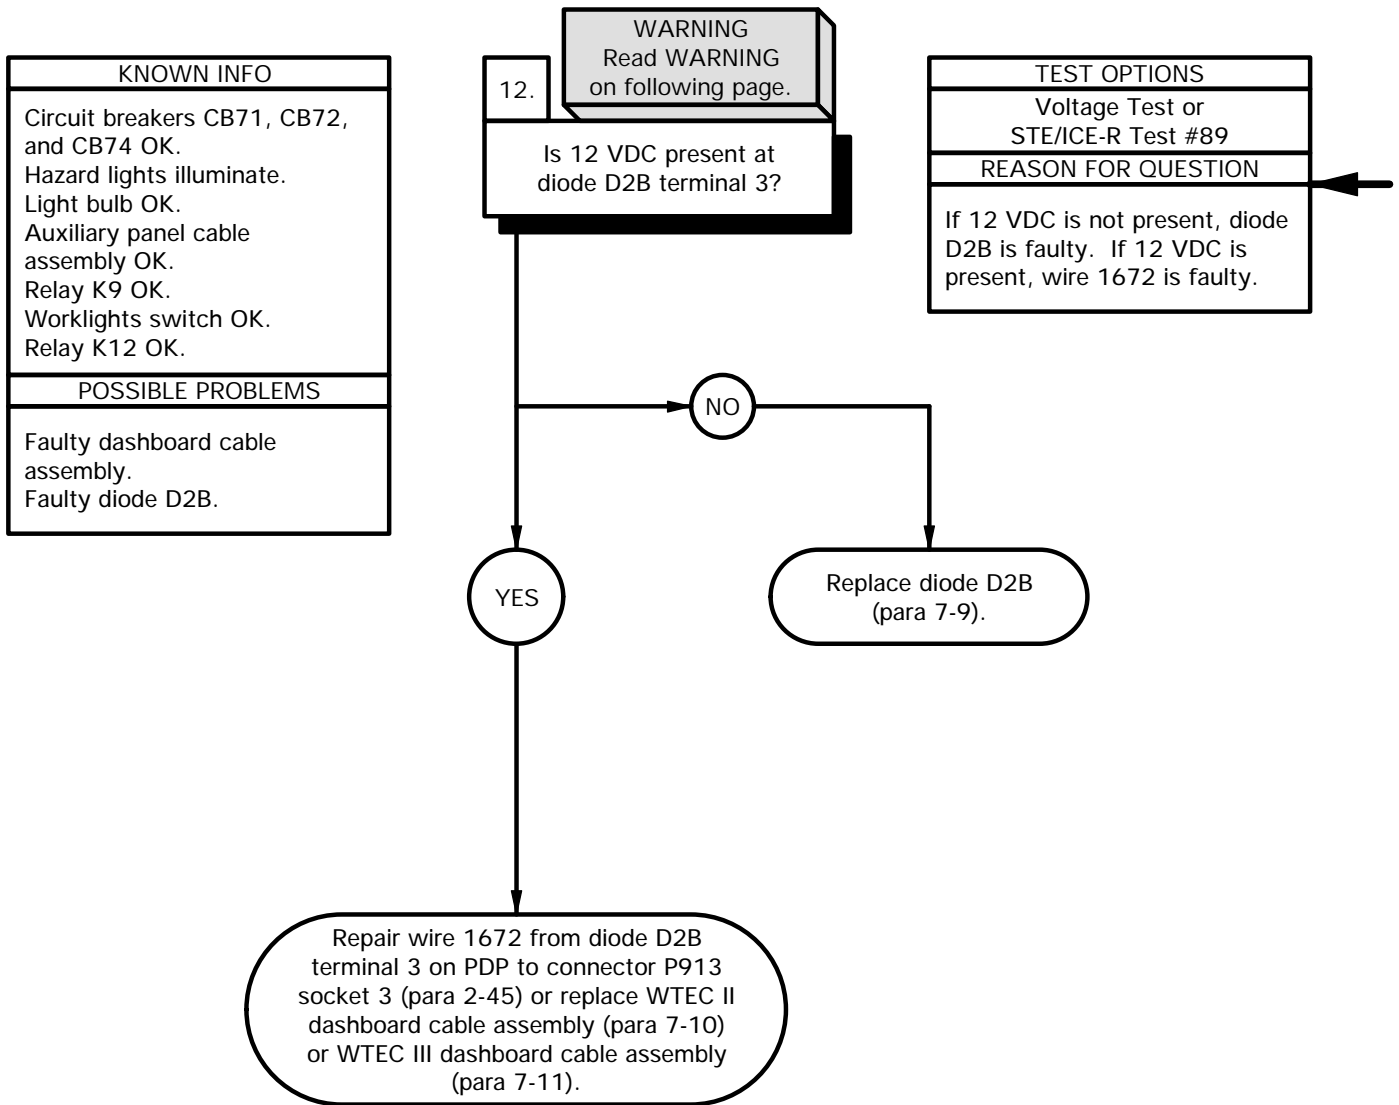 KNOWN INFO
Circuit breakers CB71, CB72,
and CB74 OK.
Hazard lights illuminate.
Light bulb OK.
Auxiliary panel cable
assembly OK.
Relay K9 OK.
Worklights switch OK.
Relay K12 OK.
POSSIBLE PROBLEMS
Faulty dashboard cable
assembly.
Faulty diode D2B.
WARNING
Read WARNING
on following page.
12.
Is 12 VDC present at
diode D2B terminal 3?
TEST OPTIONS
Voltage Test or
STE/ICE-R Test #89
REASON FOR QUESTION
If 12 VDC is not present, diode
D2B is faulty.  If 12 VDC is
present, wire 1672 is faulty.
NO
YES
Replace diode D2B
(para 7-9).
Repair wire 1672 from diode D2B
terminal 3 on PDP to connector P913
socket 3 (para 2-45) or replace WTEC II
dashboard cable assembly (para 7-10)
or WTEC III dashboard cable assembly
(para 7-11).